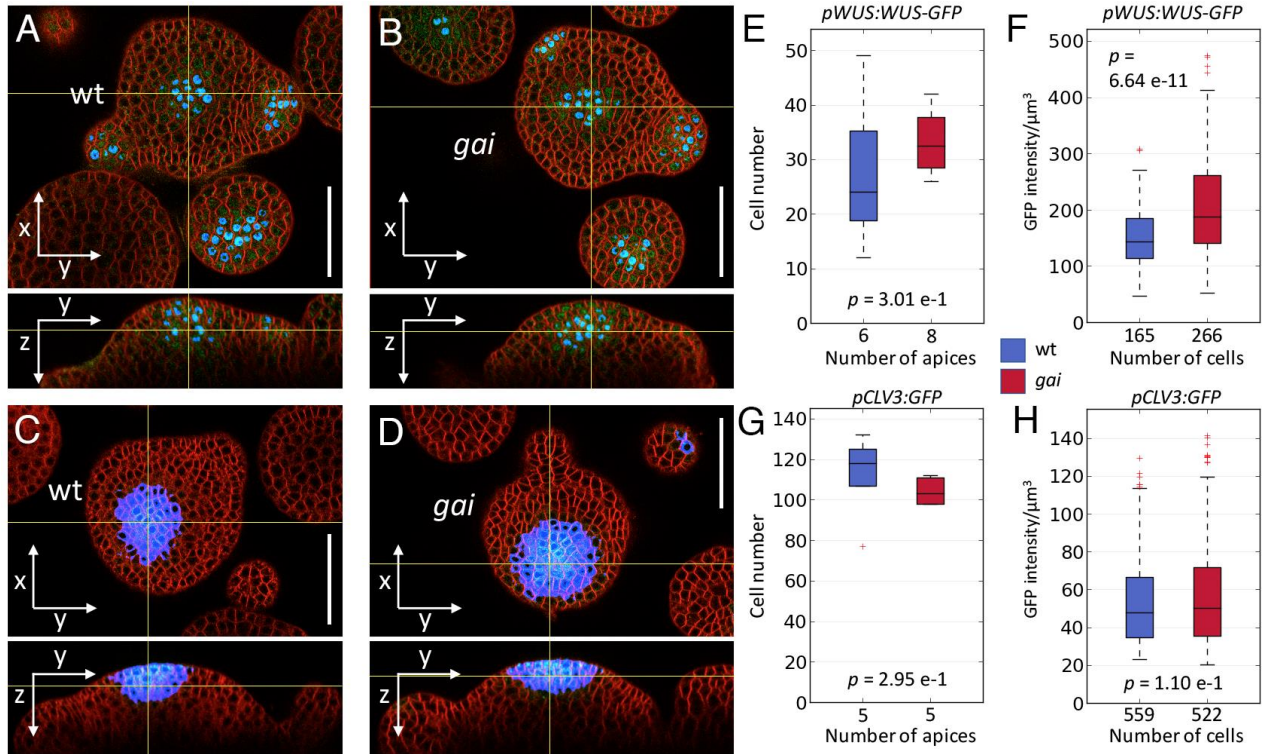 A
wt
x
y
y
z
B
gai
x
y
y
z
C
wt
x
y
y
z
D
gai
x
y
y
z
E
pWUS:WUS-GFP
Cell number
50
40
30
20
10
0
p = 3.01 e-1
6 8
Number of apices
F
pWUS:WUS-GFP
GFP intensity/μm³
500
400
300
200
100
0
p =
6.64 e-11
165 266
Number of cells
wt
gai
G
pCLV3:GFP
Cell number
140
120
100
80
60
40
20
0
p = 2.95 e-1
5 5
Number of apices
H
pCLV3:GFP
GFP intensity/μm³
140
120
100
80
60
40
20
0
p = 1.10 e-1
559 522
Number of cells